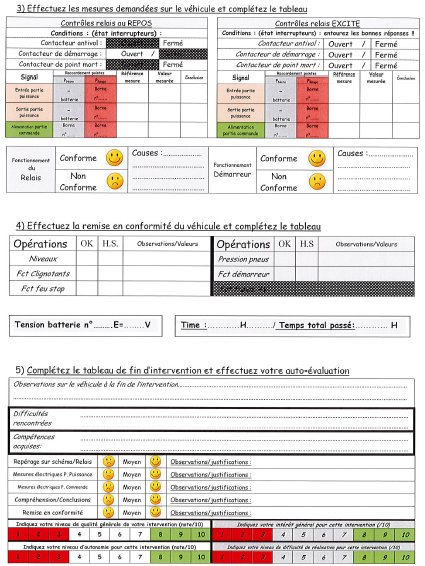 3) Effectuez les mesures demandées sur le véhicule et complétez le tableau
Contrôles relais au REPOS
Conditions : (état interrupteurs) :
Contacteur antivol : Fermé
Contacteur de démarrage : Ouvert /
Contacteur de point mort : Fermé
Signal
Raccordement pointes
Référence mesure
Valeur mesure
Conclusion
Entrée partie puissance
- batterie
Borne n°......
Sortie partie puissance
- batterie
Borne n°......
Alimentation partie commande
Borne n°......
Borne n°......
Contrôles relais EXCITE
Conditions : (état interrupteurs) : entourez les bonnes réponses !!
Contacteur antivol : Ouvert / Fermé
Contacteur de démarrage : Ouvert / Fermé
Contacteur de point mort : Ouvert / Fermé
Signal
Raccordement pointes
Référence mesure
Valeur mesure
Conclusion
Entrée partie puissance
- batterie
Borne n°......
Sortie partie puissance
- batterie
Borne n°......
Alimentation partie commande
Borne n°......
Borne n°......
Fonctionnement du Relais
Conforme
Non Conforme
Causes :
Fonctionnement Démarreur
Conforme
Non Conforme
Causes :
4) Effectuez la remise en conformité du véhicule et complétez le tableau
Opérations OK H.S. Observations/Valeurs
Niveaux
Fct Clignotants
Fct feu stop
Opérations OK H.S Observations/Valeurs
Pression pneus
Fct démarreur
Tension batterie n°.........E=........V
Time :............H............/ Temps total passé:............ H
5) Complétez le tableau de fin d'intervention et effectuez votre auto-évaluation
Observations sur le véhicule à la fin de l'intervention
Difficultés rencontrées
Compétences acquises:
Repérage sur schéma/Relais Moyen Observations/justifications :
Mesures électriques P. Puissance Moyen Observations/justifications :
Mesures électriques P. Commande Moyen Observations/justifications :
Compréhension/Conclusions Moyen Observations/justifications :
Remise en conformité Moyen Observations/justifications :
Indiquez votre niveau de qualité générale de votre intervention (note/10)
1 2 3 4 5 6 7 8 9 10
Indiquez votre intérêt général pour cette intervention (/10)
1 2 3 4 5 6 7 8 9 10
Indiquez votre niveau d'autonomie pour cette intervention (note/10)
1 2 3 4 5 6 7 8 9 10
Indiquez votre niveau de difficulté de réalisation pour cette intervention (/10)
1 2 3 4 5 6 7 8 9 10